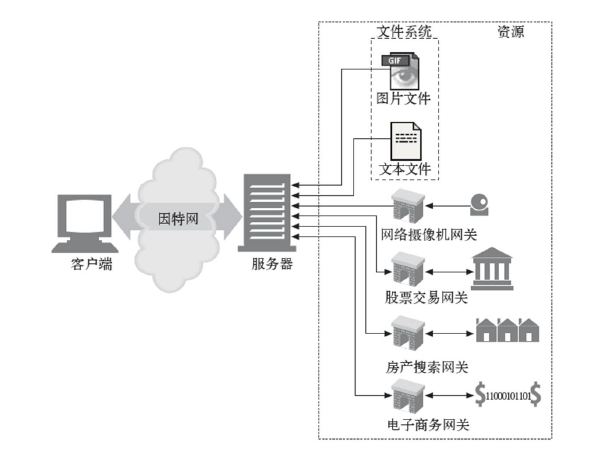 文件系统
资源
GIF
图片文件
文本文件
因特网
客户端
服务器
网络摄像机网关
股票交易网关
房产搜索网关
$11000101101$
电子商务网关